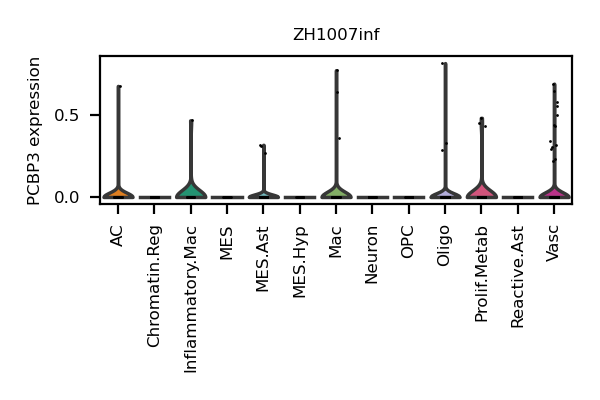 ZH1007inf
PCBP3 expression
0.5
0.0
AC
Chromatin.Reg
Inflammatory.Mac
MES
MES.Ast
MES.Hyp
Mac
Neuron
OPC
Oligo
Prolif.Metab
Reactive.Ast
Vasc